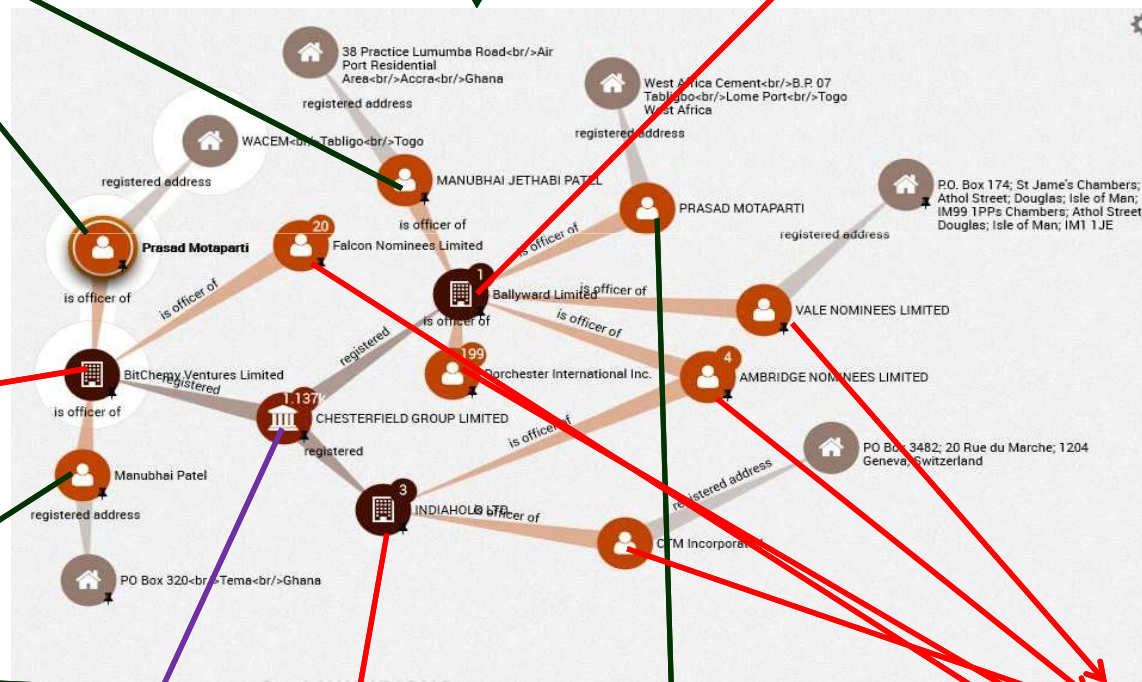 38 Practice Lumumba Road<br/>Air
Port Residential
Area<br/>Accra<br/>Ghana
registered address
West Africa Cement<br/>B.P. 07
Tabligbo<br/>Lome Port<br/>Togo
West Africa
registered address
WACEM<br/>Tabligo<br/>Togo
registered address
MANUBHAI JETHABI PATEL
is officer of
PRASAD MOTAPARTI
is officer of
P.O. Box 174; St Jame's Chambers;
Athol Street; Douglas; Isle of Man;
IM99 1PPs Chambers; Athol Street
Douglas; Isle of Man; IM1 1JE
registered address
Prasad Motaparti
is officer of
20
Falcon Nominees Limited
is officer of
1
Ballyward Limited
is officer of
is officer of
is officer of
VALE NOMINEES LIMITED
registered
199
Dorchester International Inc.
4
AMBRIDGE NOMINEES LIMITED
BitChemy Ventures Limited
registered
is officer of
1.137k
CHESTERFIELD GROUP LIMITED
registered
is officer of
PO Box 3482; 20 Rue du Marche; 1204
Geneva; Switzerland
registered address
Manubhai Patel
registered address
3
INDIAHOLD LTD.
is officer of
CTM Incorporated
PO Box 320<br/>Tema<br/>Ghana